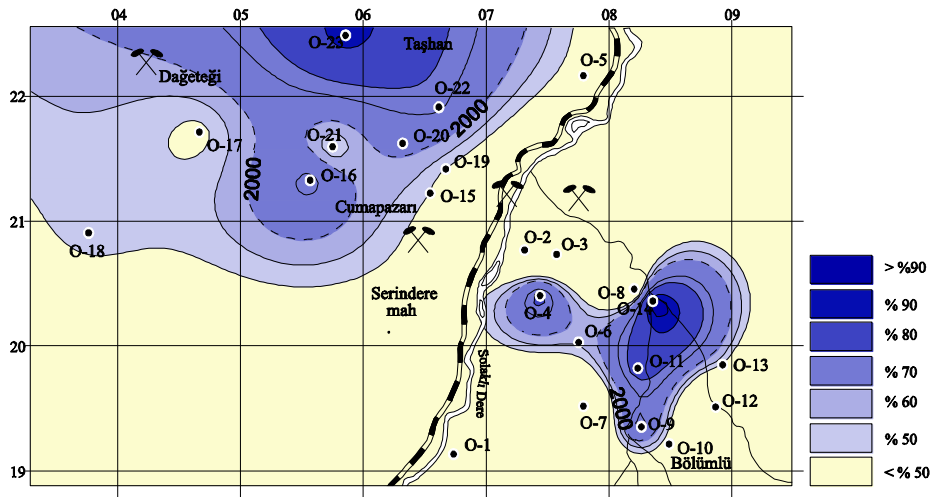 04 05 06 07 08 09
O-23
Taşhan
O-5
Dağeteği
O-22
22
2000
O-17
O-21
O-20
O-19
2000
O-16
O-15
Cumapazarı
21
O-18
O-2
O-3
Serindere
mah
O-8
O-14
O-4
O-6
20
O-11
O-13
Solaklı Dere
2000
O-12
O-7
O-9
O-1
O-10
Bölümlü
19
> %90
% 90
% 80
% 70
% 60
% 50
< % 50